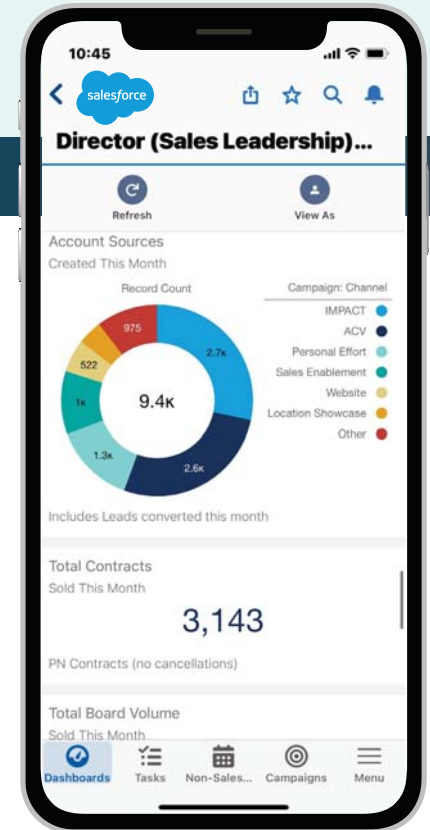 10:45
salesforce
Director (Sales Leadership)...
Refresh
View As
Account Sources
Created This Month
Record Count
Campaign: Channel
IMPACT
ACV
Personal Effort
Sales Enablement
Website
Location Showcase
Other
975
2.7K
522
1K
9.4K
1.3K
2.6K
Includes Leads converted this month
Total Contracts
Sold This Month
3,143
PN Contracts (no cancellations)
Total Board Volume
Sold This Month
Dashboards
Tasks
Non-Sales...
Campaigns
Menu